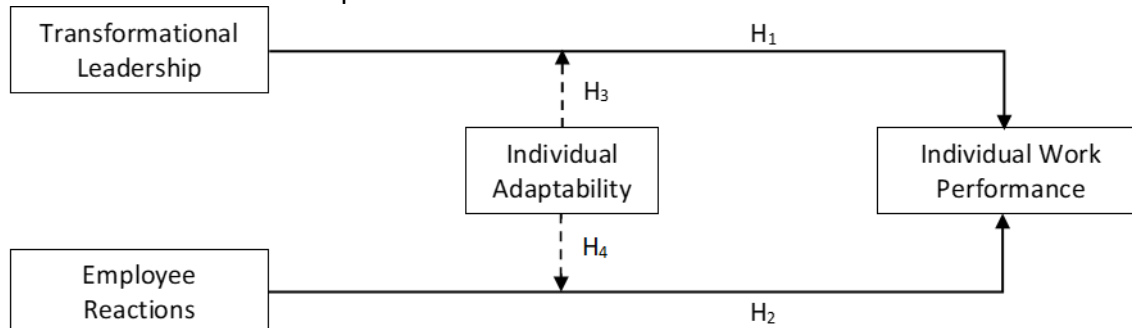 Transformational
Leadership
H₁
H₃
Individual
Adaptability
Individual Work
Performance
H₄
Employee
Reactions
H₂